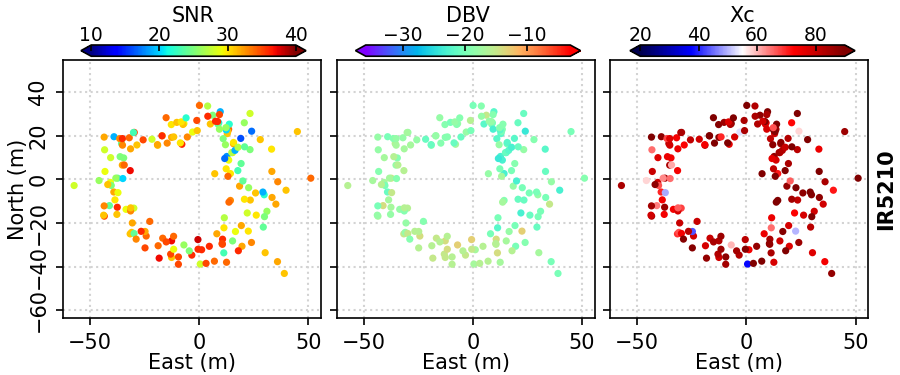 SNR DBV Xc
10 20 30 40 −30 −20 −10 20 40 60 80
40
20
0
−20
−40
−60
North (m)
IR5210
−50 0 50 −50 0 50 −50 0 50
East (m) East (m) East (m)